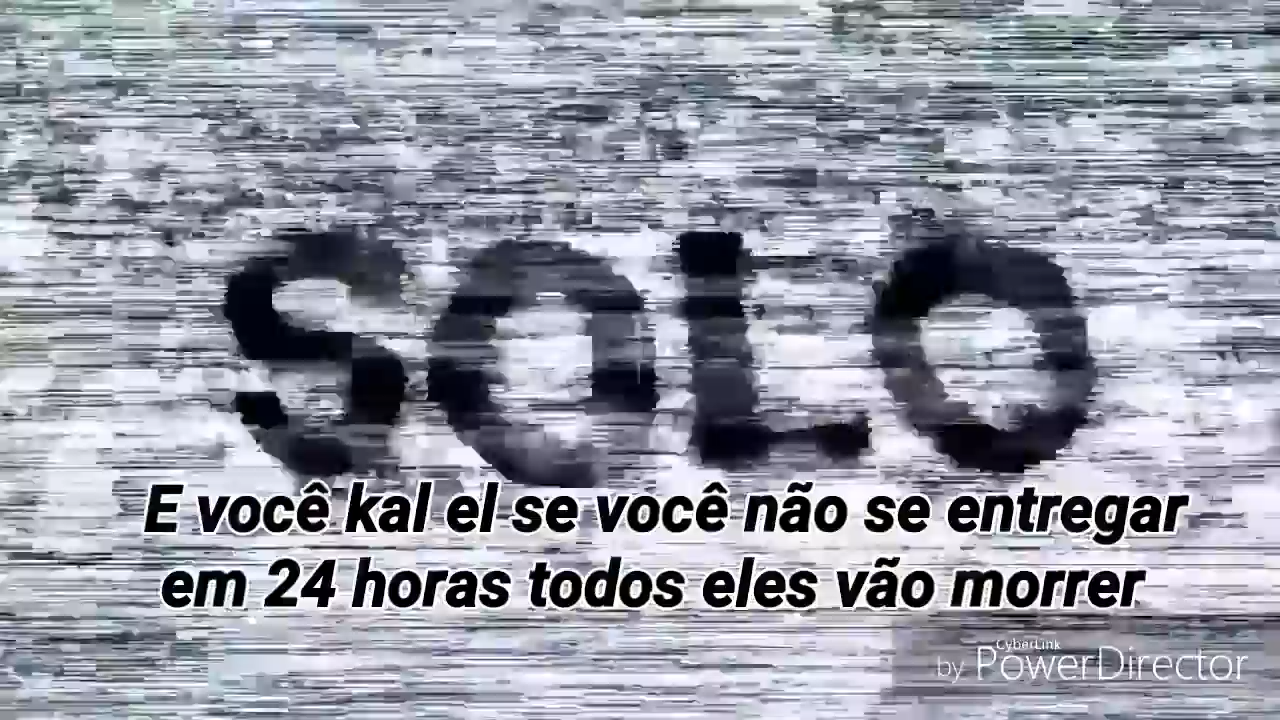 SOLO
E você kal el se você não se entregar
em 24 horas todos eles vão morrer
CyberLink
by PowerDirector